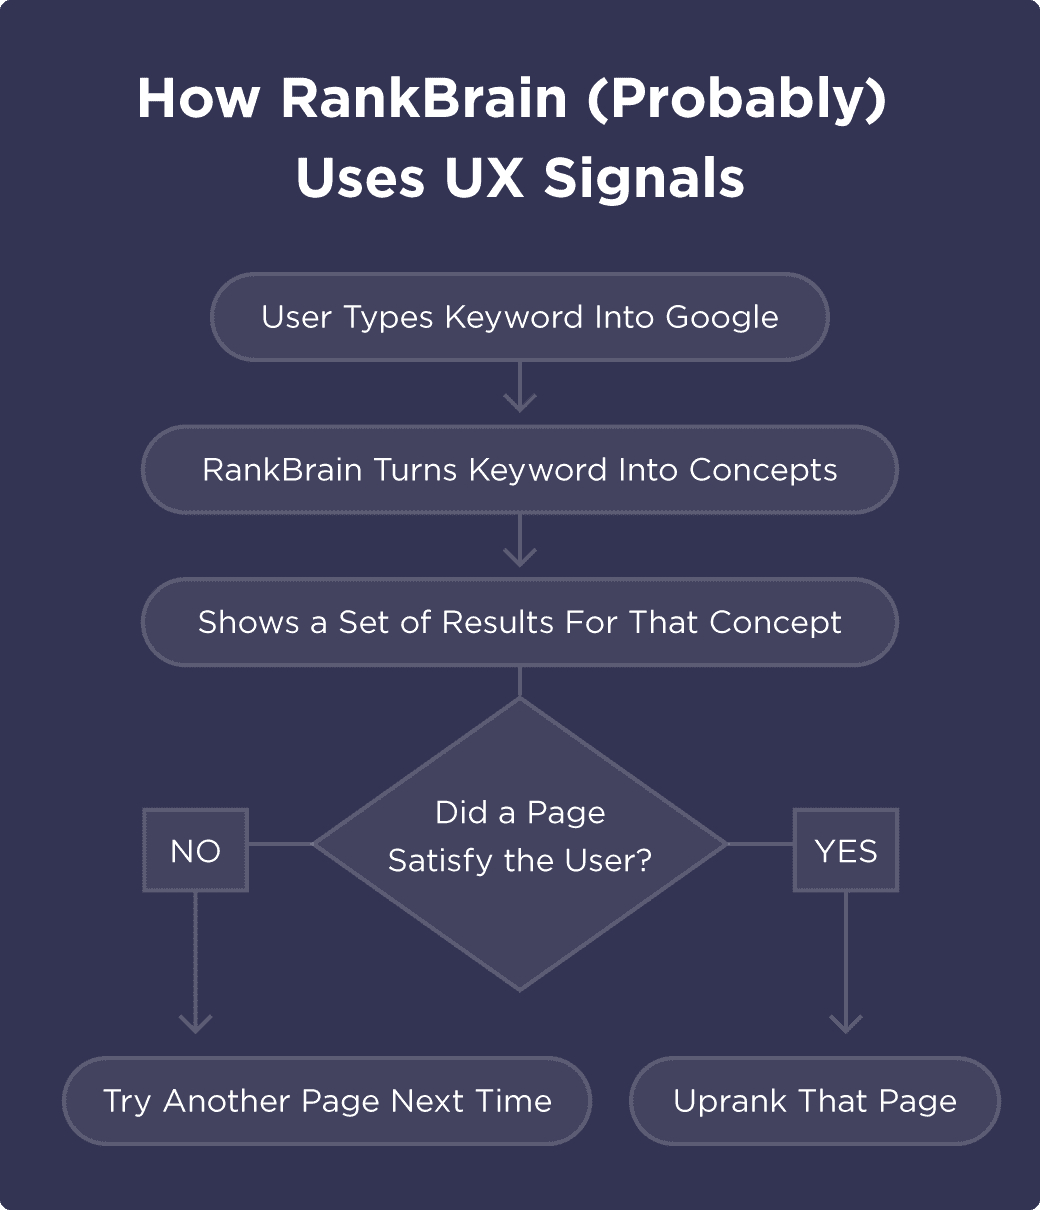 How RankBrain (Probably)
Uses UX Signals
User Types Keyword Into Google
RankBrain Turns Keyword Into Concepts
Shows a Set of Results For That Concept
Did a Page
Satisfy the User?
NO
YES
Try Another Page Next Time
Uprank That Page